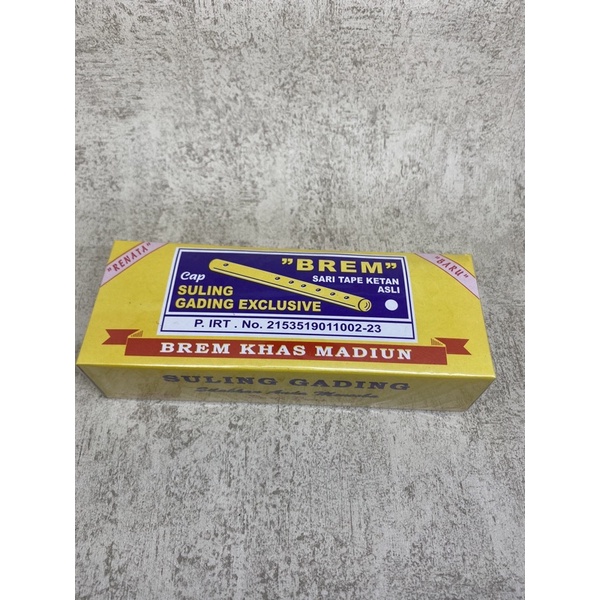 "RENATA"
"BREM"
SARI TAPE KETAN
ASLI
Cap
SULING
GADING EXCLUSIVE
P. IRT . No. 2153519011002-23
"BARU"
BREM KHAS MADIUN
SULING GADING